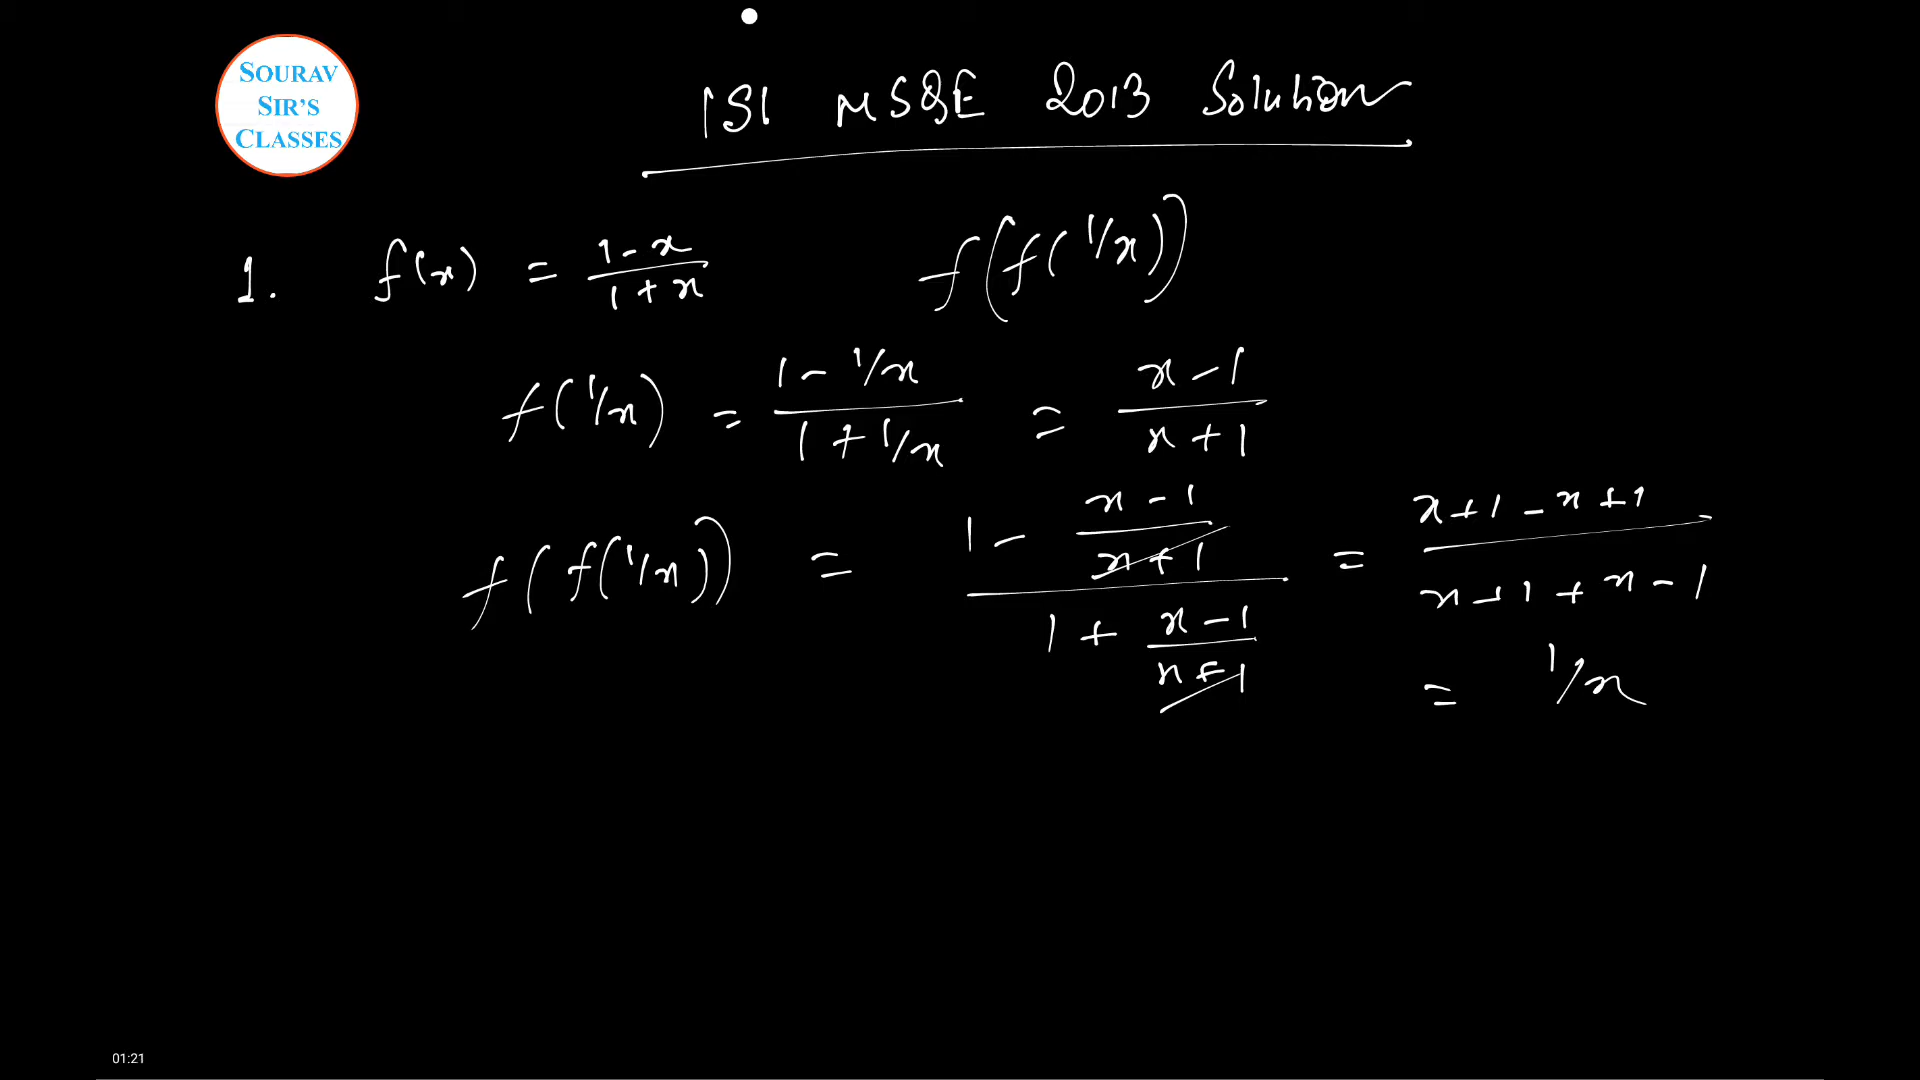 SOURAV
SIR'S
CLASSES
ISI MSQE 2013 Solution
1. f(x) = (1-x)/(1+x) f(f(1/x))
f(1/x) = (1 - 1/x)/(1 + 1/x) = (x-1)/(x+1)
f(f(1/x)) = (1 - (x-1)/(x+1))/(1 + (x-1)/(x+1)) = (x+1-x+1)/(x+1+x-1)
= 1/x
01:21